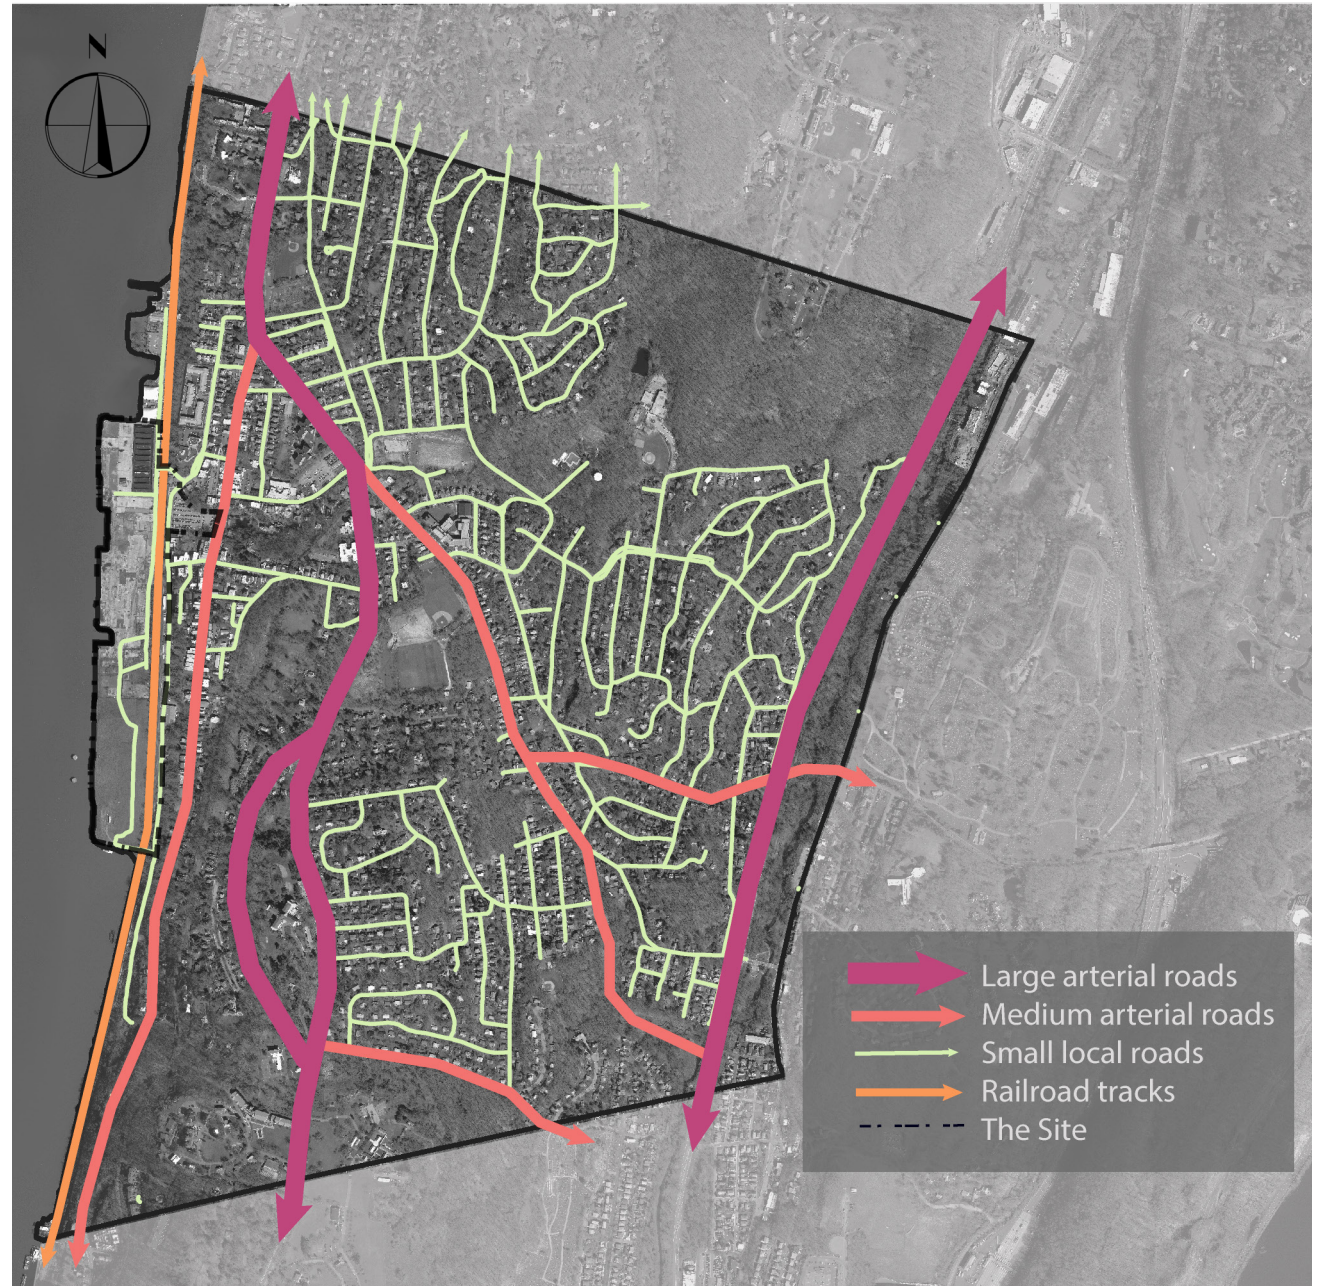 N
Large arterial roads
Medium arterial roads
Small local roads
Railroad tracks
The Site